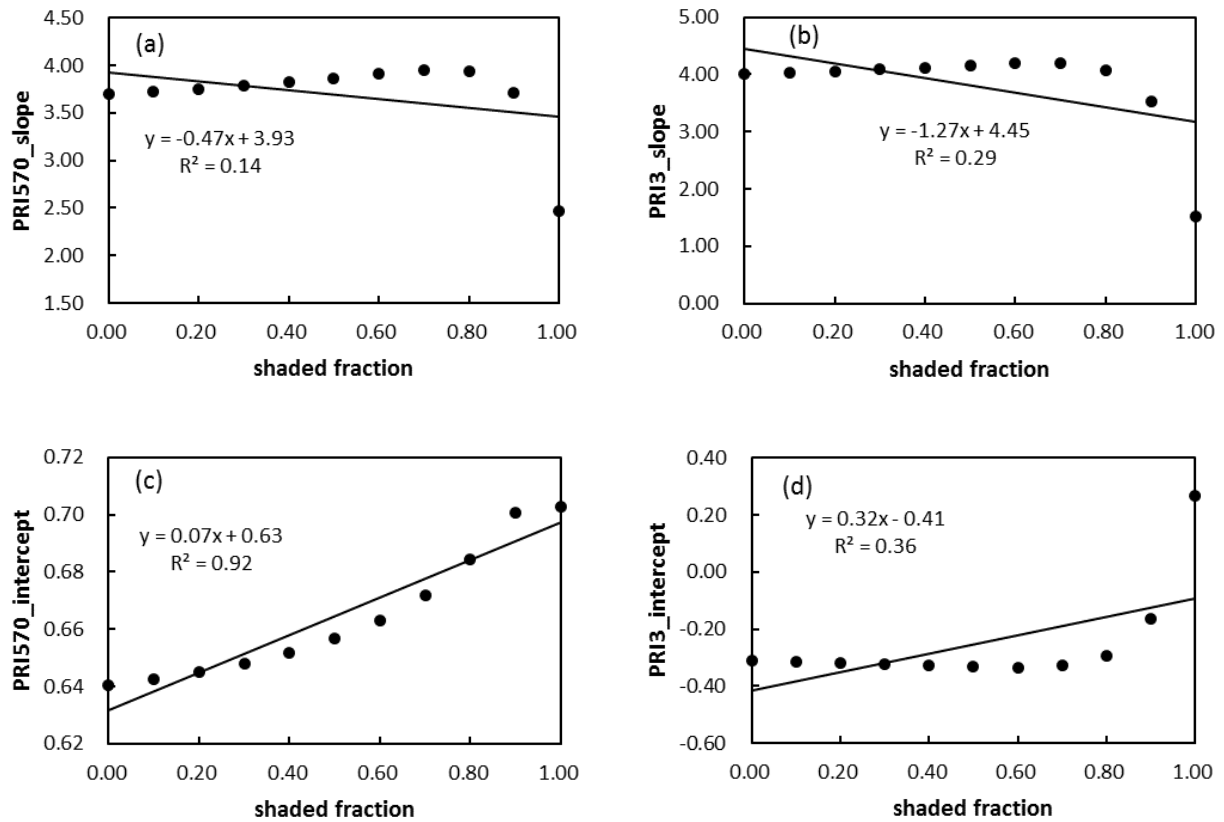 (a)
4.50
4.00
3.50
3.00
2.50
2.00
1.50
PRI570_slope
y = -0.47x + 3.93
R² = 0.14
0.00 0.20 0.40 0.60 0.80 1.00
shaded fraction
(b)
5.00
4.00
3.00
2.00
1.00
0.00
PRI3_slope
y = -1.27x + 4.45
R² = 0.29
0.00 0.20 0.40 0.60 0.80 1.00
shaded fraction
(c)
0.72
0.70
0.68
0.66
0.64
0.62
PRI570_intercept
y = 0.07x + 0.63
R² = 0.92
0.00 0.20 0.40 0.60 0.80 1.00
shaded fraction
(d)
0.40
0.20
0.00
-0.20
-0.40
-0.60
PRI3_intercept
y = 0.32x - 0.41
R² = 0.36
0.00 0.20 0.40 0.60 0.80 1.00
shaded fraction